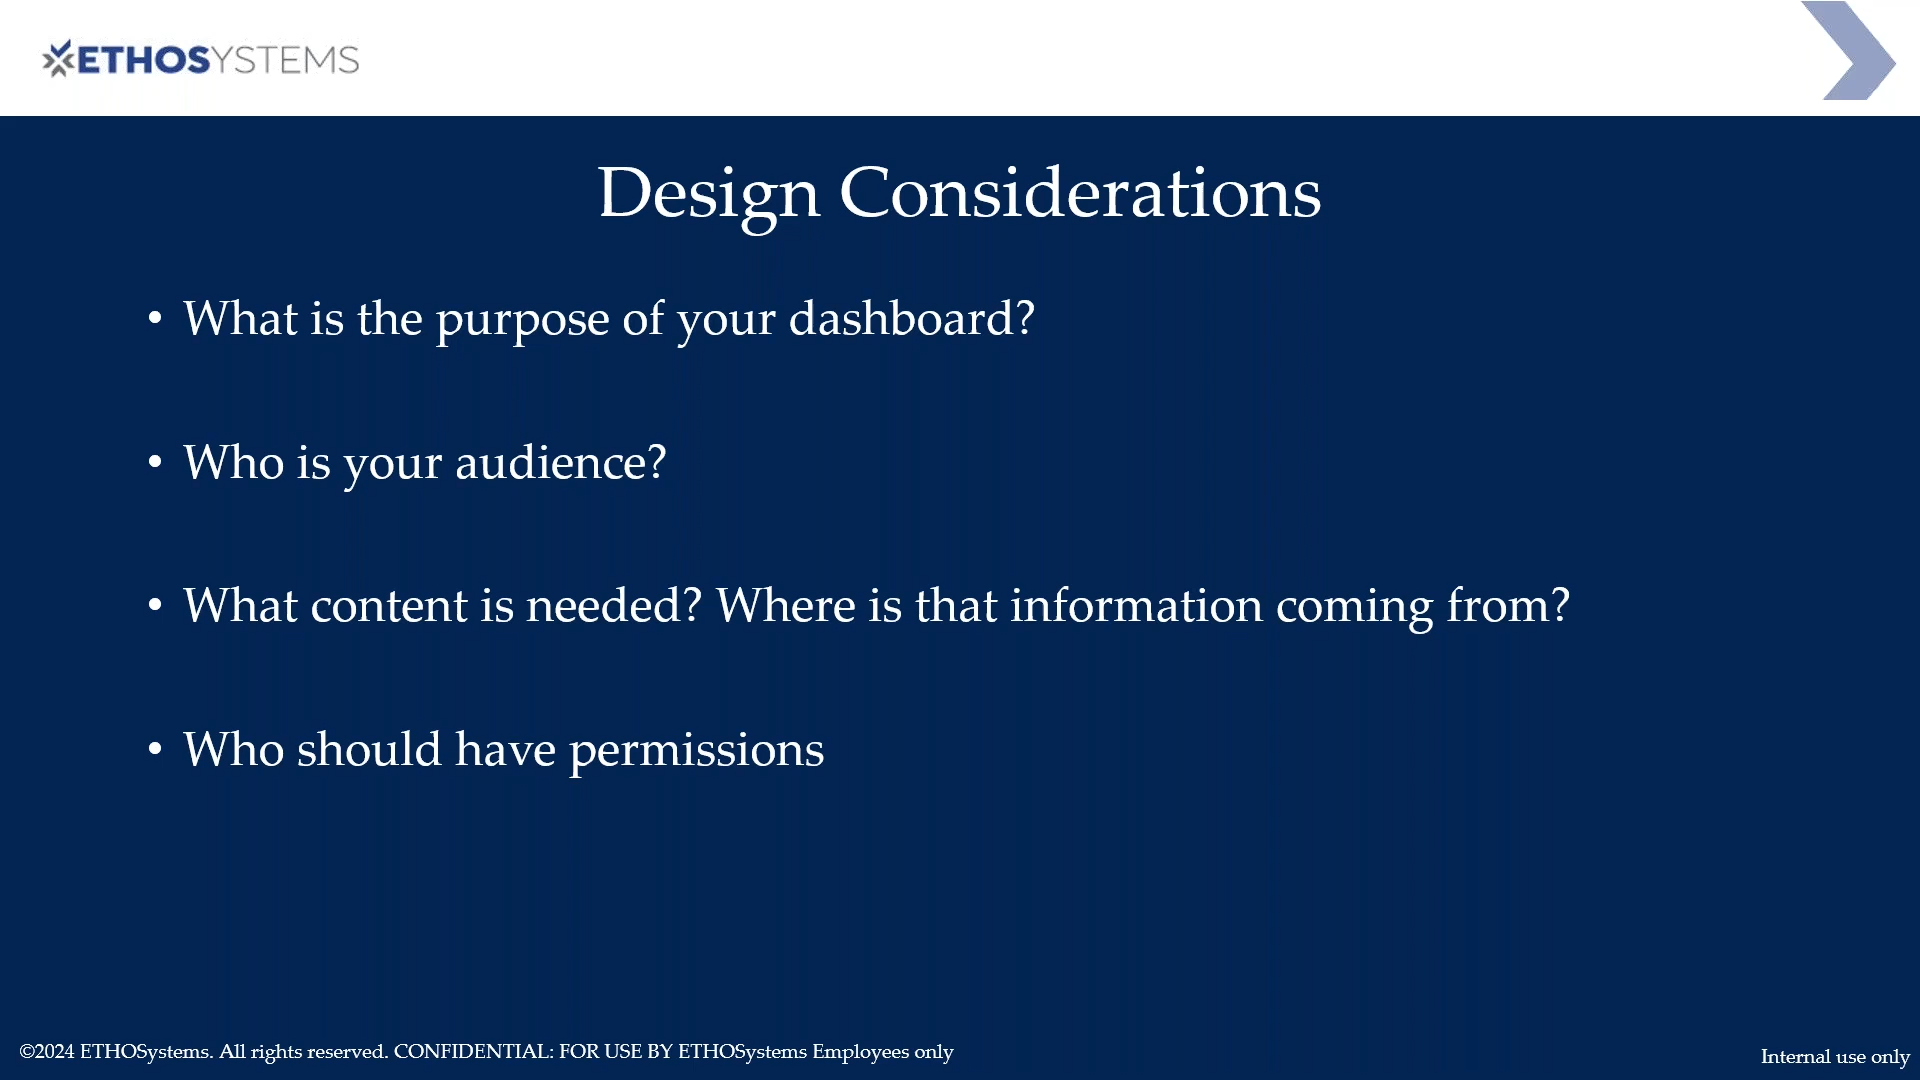 ETHOSYSTEMS
Design Considerations
• What is the purpose of your dashboard?
• Who is your audience?
• What content is needed? Where is that information coming from?
• Who should have permissions
©2024 ETHOSystems. All rights reserved. CONFIDENTIAL: FOR USE BY ETHOSystems Employees only
Internal use only